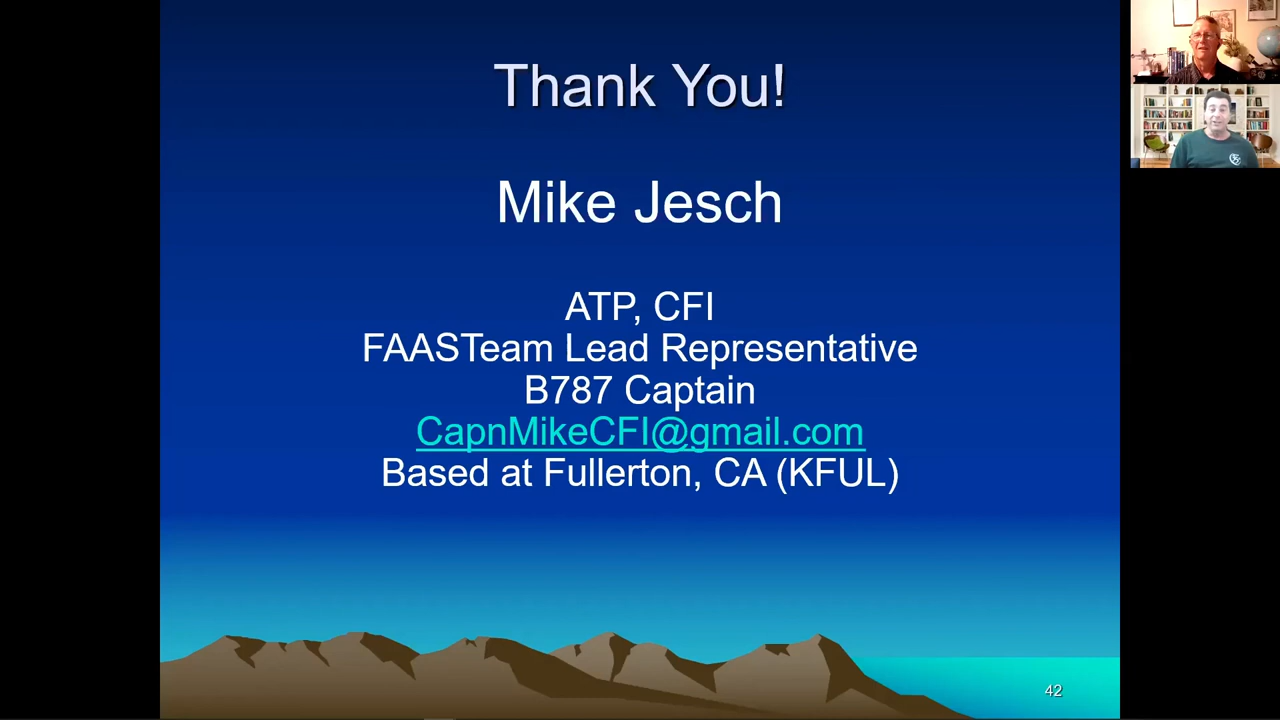 Thank You!
Mike Jesch
ATP, CFI
FAASTeam Lead Representative
B787 Captain
CapnMikeCFI@gmail.com
Based at Fullerton, CA (KFUL)
42